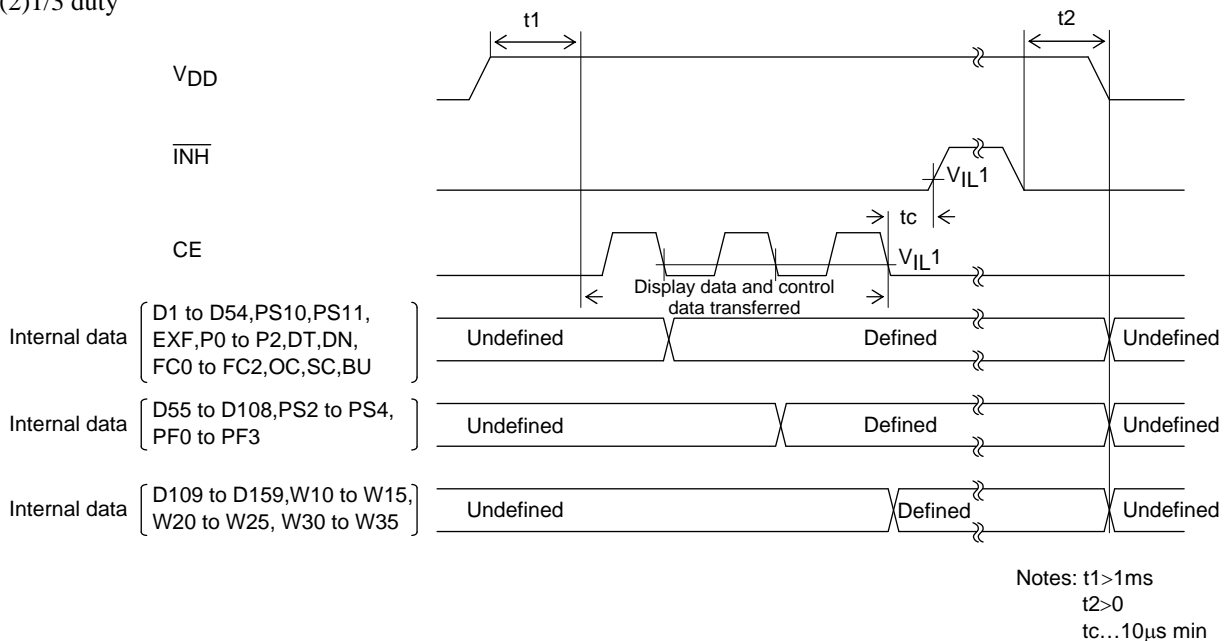 (2)1/3 duty
t1
t2
VDD
INH
VIL1
tc
CE
VIL1
Display data and control
data transferred
Internal data
D1 to D54,PS10,PS11,
EXF,P0 to P2,DT,DN,
FC0 to FC2,OC,SC,BU
Undefined
Defined
Undefined
Internal data
D55 to D108,PS2 to PS4,
PF0 to PF3
Undefined
Defined
Undefined
Internal data
D109 to D159,W10 to W15,
W20 to W25, W30 to W35
Undefined
Defined
Undefined
Notes: t1>1ms
t2>0
tc…10μs min